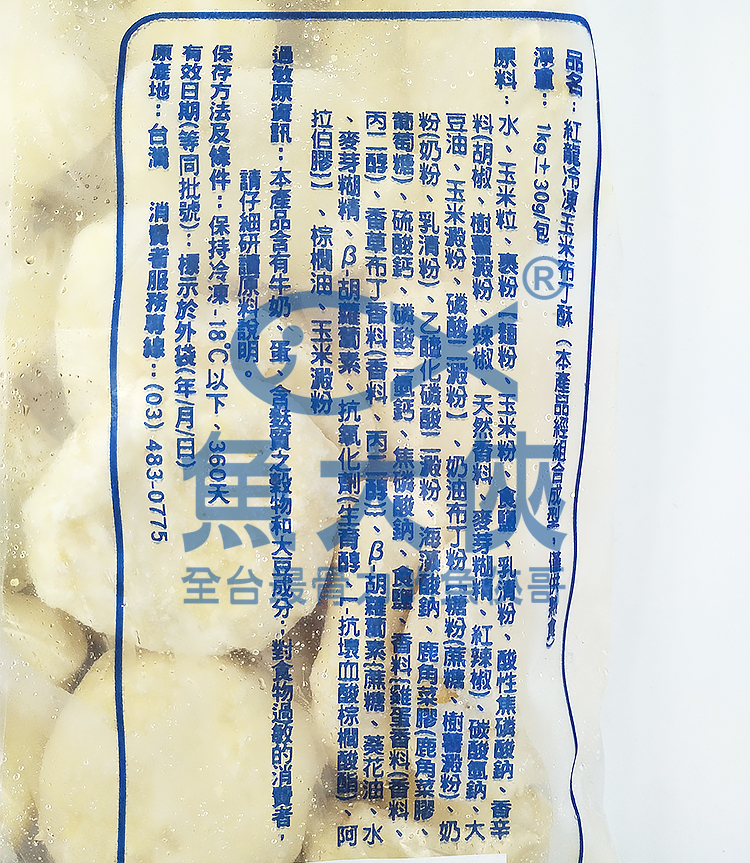 品名：紅龍冷凍玉米布丁酥（本產品經組合成型，僅供熟食）
淨重：1kg±30g(包)
原料：水、玉米粒、裹粉(麵粉、玉米粉、食鹽、乳清粉、酸性焦磷酸鈉、香辛
料(胡椒、樹薯澱粉、辣椒、天然香料、麥芽糊精、紅辣椒)、碳酸氫鈉、大
豆油、玉米澱粉、磷酸二澱粉)、奶油布丁粉(二糖粉(蔗糖、樹薯澱粉)、奶
粉(奶粉、乳清粉)、乙醯化磷酸二澱粉、海藻酸鈉、鹿角菜膠(鹿角菜膠、
葡萄糖)、硫酸鈣、磷酸二氫鈣、焦磷酸鈉、食鹽、香料(雞蛋香料(香料、
丙二醇)、香草布丁香料(香料、丙二醇)、β-胡蘿蔔素(蔗糖、葵花油、水
、麥芽糊精、β-胡蘿蔔素、抗氧化劑(生育醇、L-抗壞血酸棕櫚酸酯)、阿
拉伯膠))、棕櫚油、玉米澱粉
過敏原資訊：本產品含有牛奶、蛋、含麩質之穀物和大豆成分，對食物過敏的消費者，
請仔細研讀原料說明。
保存方法及條件：保持冷凍-18℃以下、360天
有效日期(等同批號)：標示於外袋(年/月/日)
原產地：台灣 消費者服務專線：(03)483-0775
®
魚大俠
全台最